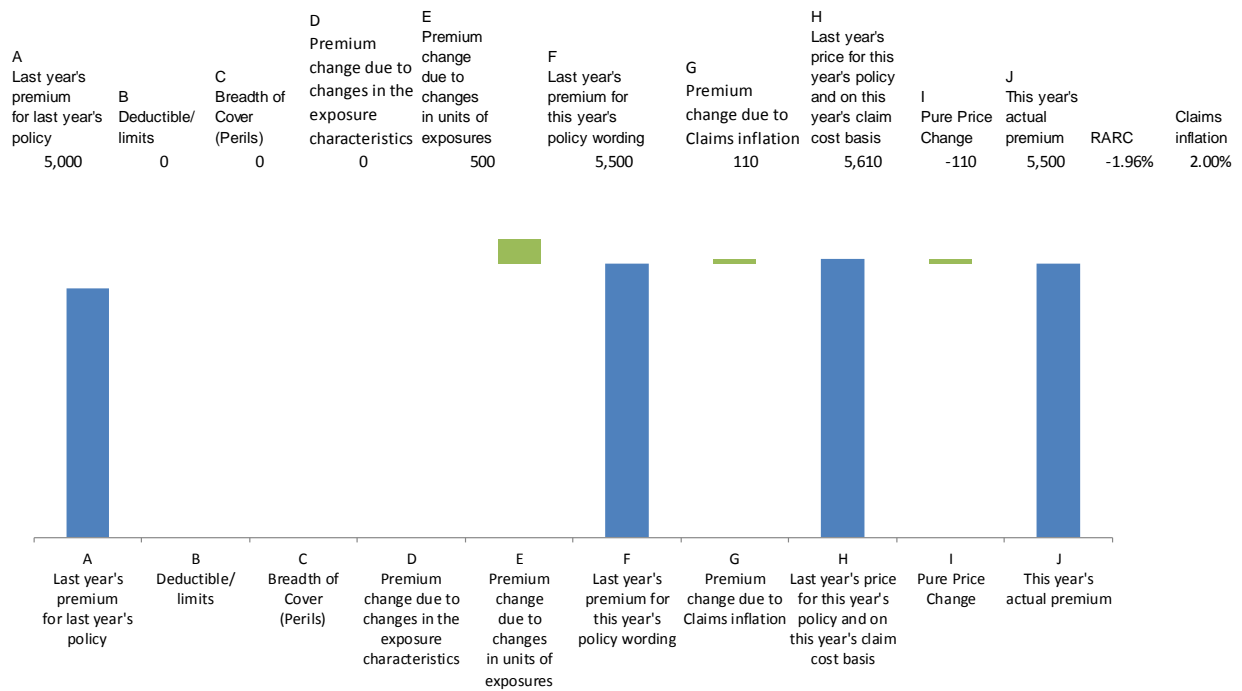 A
Last year's
premium
for last year's
policy
5,000
B
Deductible/
limits
0
C
Breadth of
Cover
(Perils)
0
D
Premium
change due to
changes in the
exposure
characteristics
0
E
Premium
change
due to
changes
in units of
exposures
500
F
Last year's
premium for
this year's
policy wording
5,500
G
Premium
change due to
Claims inflation
110
H
Last year's
price for this
year's policy
and on this
year's claim
cost basis
5,610
I
Pure Price
Change
-110
J
This year's
actual
premium
5,500
RARC
-1.96%
Claims
inflation
2.00%
A
Last year's
premium
for last year's
policy
B
Deductible/
limits
C
Breadth of
Cover
(Perils)
D
Premium
change due to
changes in the
exposure
characteristics
E
Premium
change
due to
changes
in units of
exposures
F
Last year's
premium for
this year's
policy wording
G
Premium
change due to
Claims inflation
H
Last year's price
for this year's
policy and on
this year's claim
cost basis
I
Pure Price
Change
J
This year's
actual premium